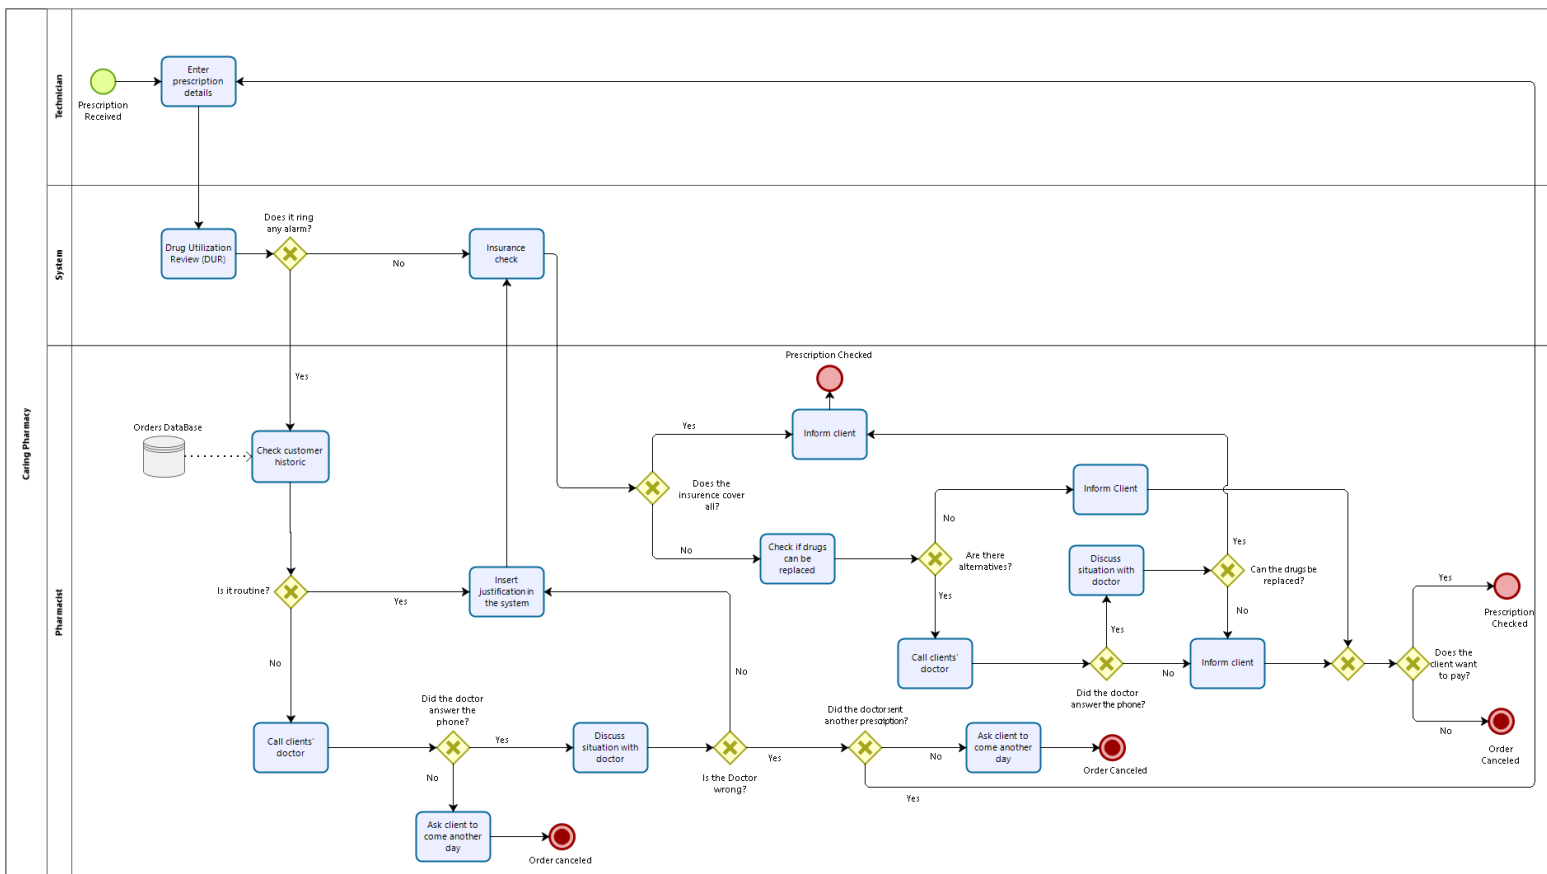 Caring Pharmacy
Technician
Prescription
Received
Enter
prescription
details
System
Drug Utilization
Review (DUR)
Does it ring
any alarm?
No
Insurance
check
Yes
Pharmacist
Orders DataBase
Check customer
historic
Is it routine?
Yes
Insert
justification in
the system
No
Call clients'
doctor
Did the doctor
answer the
phone?
Yes
Discuss
situation with
doctor
No
Ask client to
come another
day
Order canceled
Is the Doctor
wrong?
No
Yes
Did the doctor sent
another prescription?
No
Ask client to
come another
day
Order Canceled
Yes
Does the
insurence cover
all?
Yes
Inform client
Prescription Checked
No
Check if drugs
can be
replaced
Are there
alternatives?
No
Inform Client
Yes
Call clients'
doctor
Did the doctor
answer the phone?
Yes
Discuss
situation with
doctor
No
Can the drugs be
replaced?
Yes
No
Inform client
Does the
client want
to pay?
Yes
Prescription
Checked
No
Order
Canceled